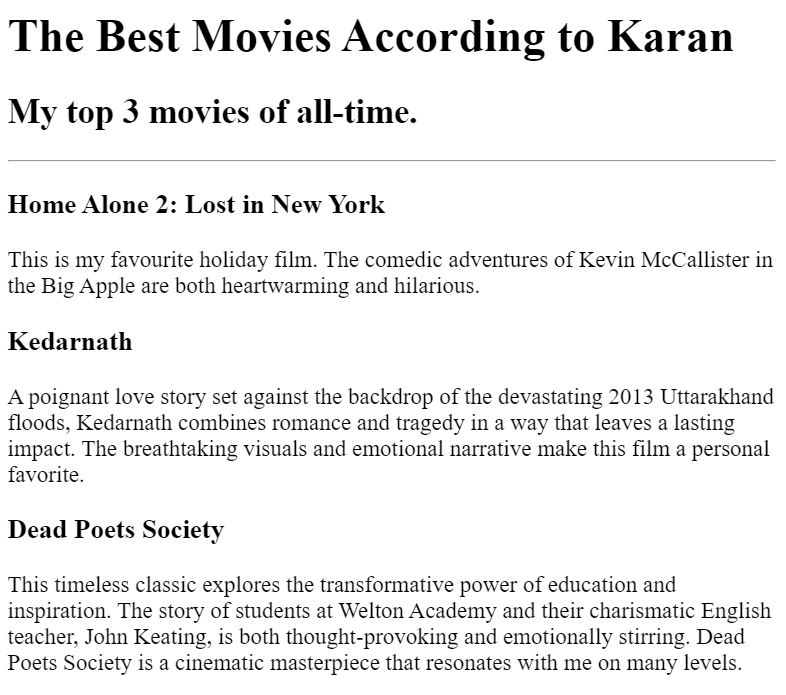 The Best Movies According to Karan
My top 3 movies of all-time.
Home Alone 2: Lost in New York
This is my favourite holiday film. The comedic adventures of Kevin McCallister in
the Big Apple are both heartwarming and hilarious.
Kedarnath
A poignant love story set against the backdrop of the devastating 2013 Uttarakhand
floods, Kedarnath combines romance and tragedy in a way that leaves a lasting
impact. The breathtaking visuals and emotional narrative make this film a personal
favorite.
Dead Poets Society
This timeless classic explores the transformative power of education and
inspiration. The story of students at Welton Academy and their charismatic English
teacher, John Keating, is both thought-provoking and emotionally stirring. Dead
Poets Society is a cinematic masterpiece that resonates with me on many levels.